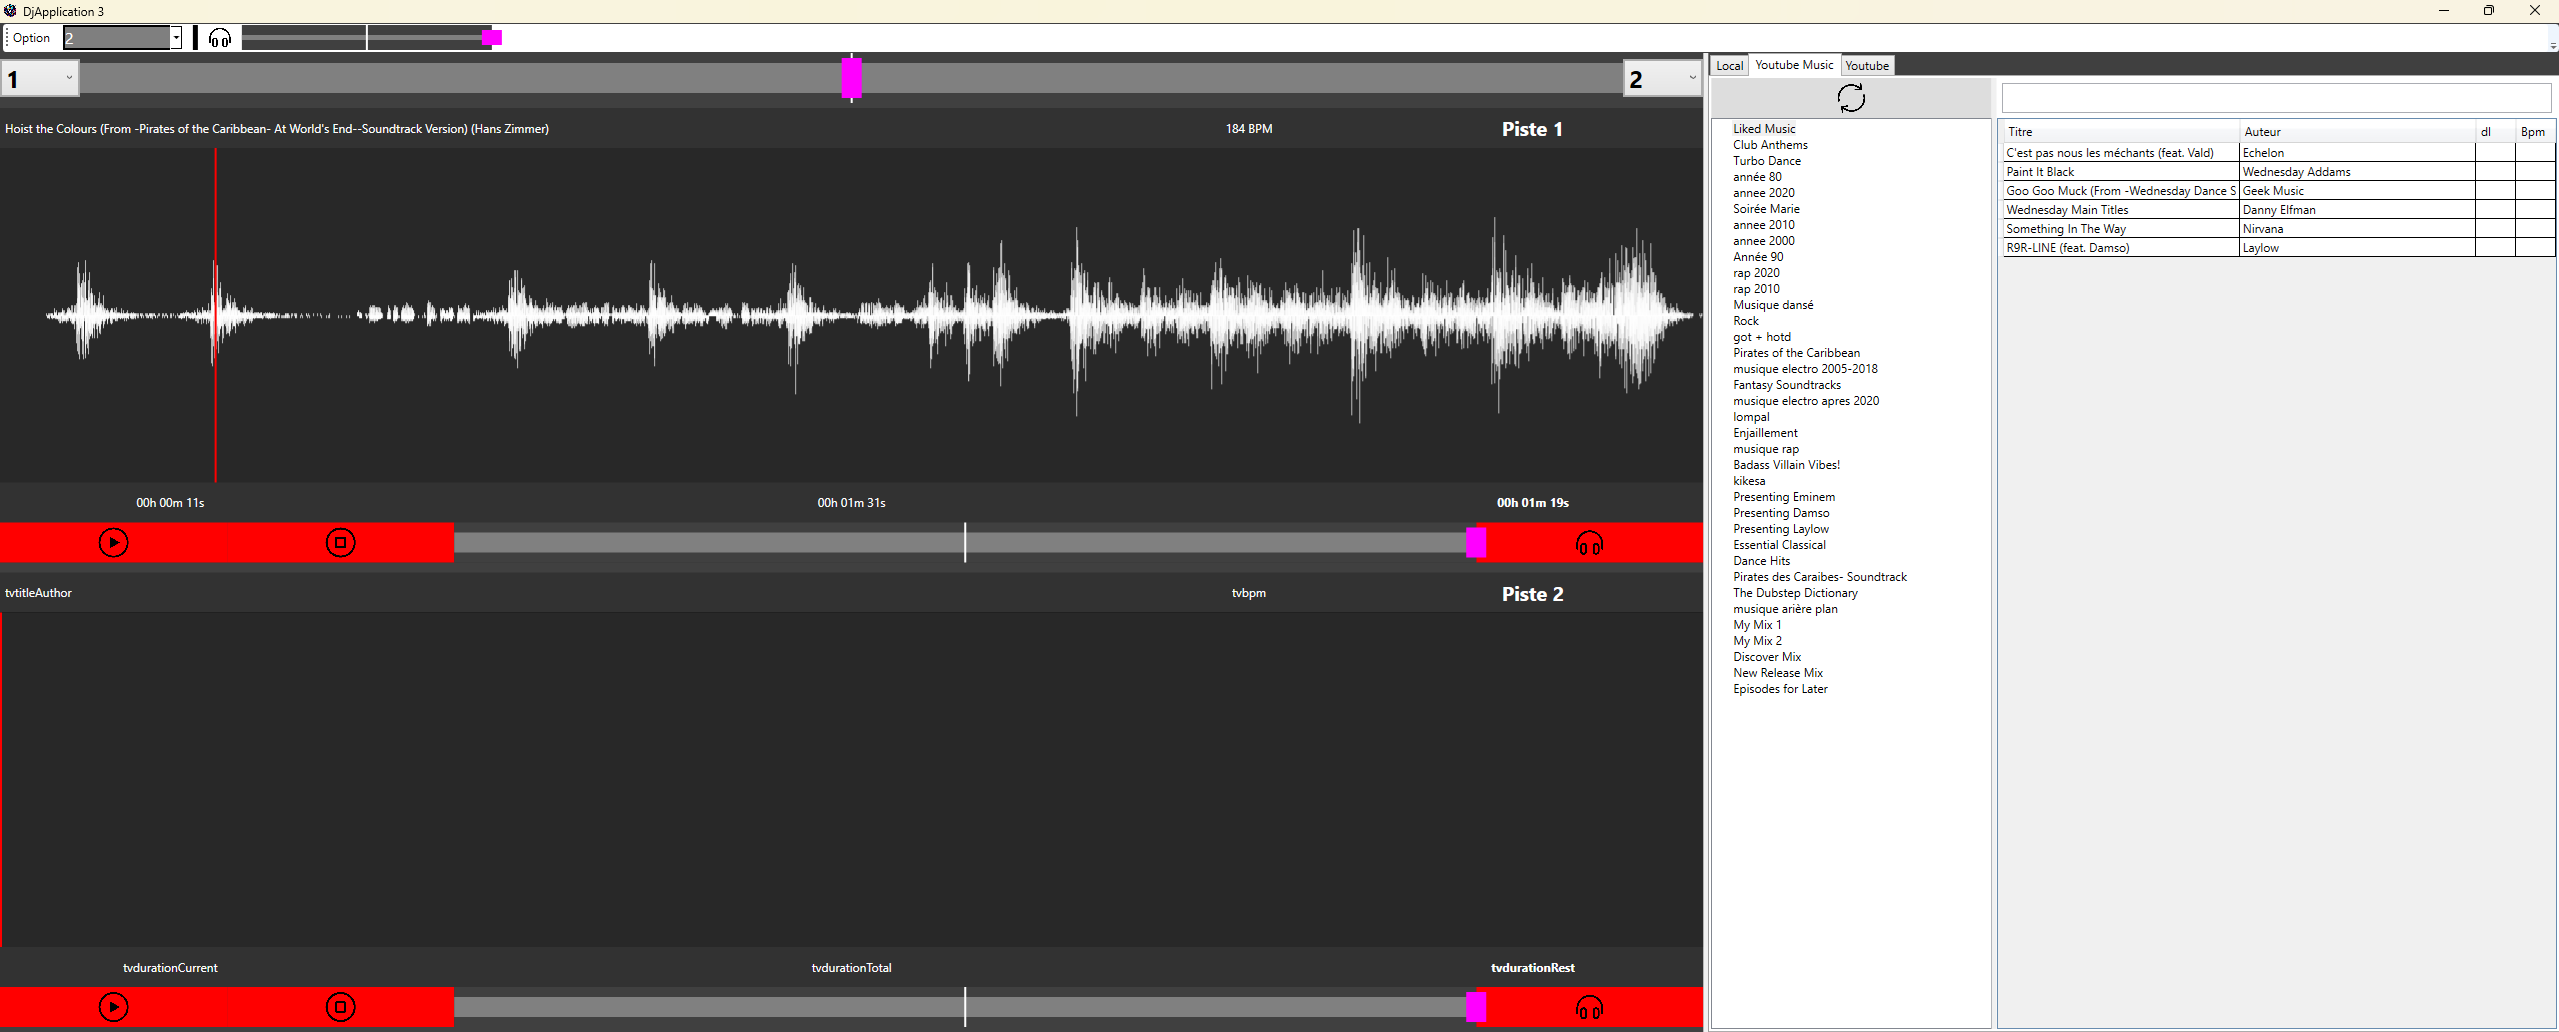 DjApplication 3
Option 2
1 2
Hoist the Colours (From -Pirates of the Caribbean- At World's End--Soundtrack Version) (Hans Zimmer) 184 BPM Piste 1
00h 00m 11s 00h 01m 31s 00h 01m 19s
tvtitleAuthor tvbpm Piste 2
tvdurationCurrent tvdurationTotal tvdurationRest
Local Youtube Music Youtube
Liked Music
Club Anthems
Turbo Dance
année 80
annee 2020
Soirée Marie
annee 2010
annee 2000
Année 90
rap 2020
rap 2010
Musique dansé
Rock
got + hotd
Pirates of the Caribbean
musique electro 2005-2018
Fantasy Soundtracks
musique electro apres 2020
lompal
Enjaillement
musique rap
Badass Villain Vibes!
kikesa
Presenting Eminem
Presenting Damso
Presenting Laylow
Essential Classical
Dance Hits
Pirates des Caraibes- Soundtrack
The Dubstep Dictionary
musique arière plan
My Mix 1
My Mix 2
Discover Mix
New Release Mix
Episodes for Later
Titre Auteur dl Bpm
C'est pas nous les méchants (feat. Vald) Echelon
Paint It Black Wednesday Addams
Goo Goo Muck (From -Wednesday Dance S Geek Music
Wednesday Main Titles Danny Elfman
Something In The Way Nirvana
R9R-LINE (feat. Damso) Laylow